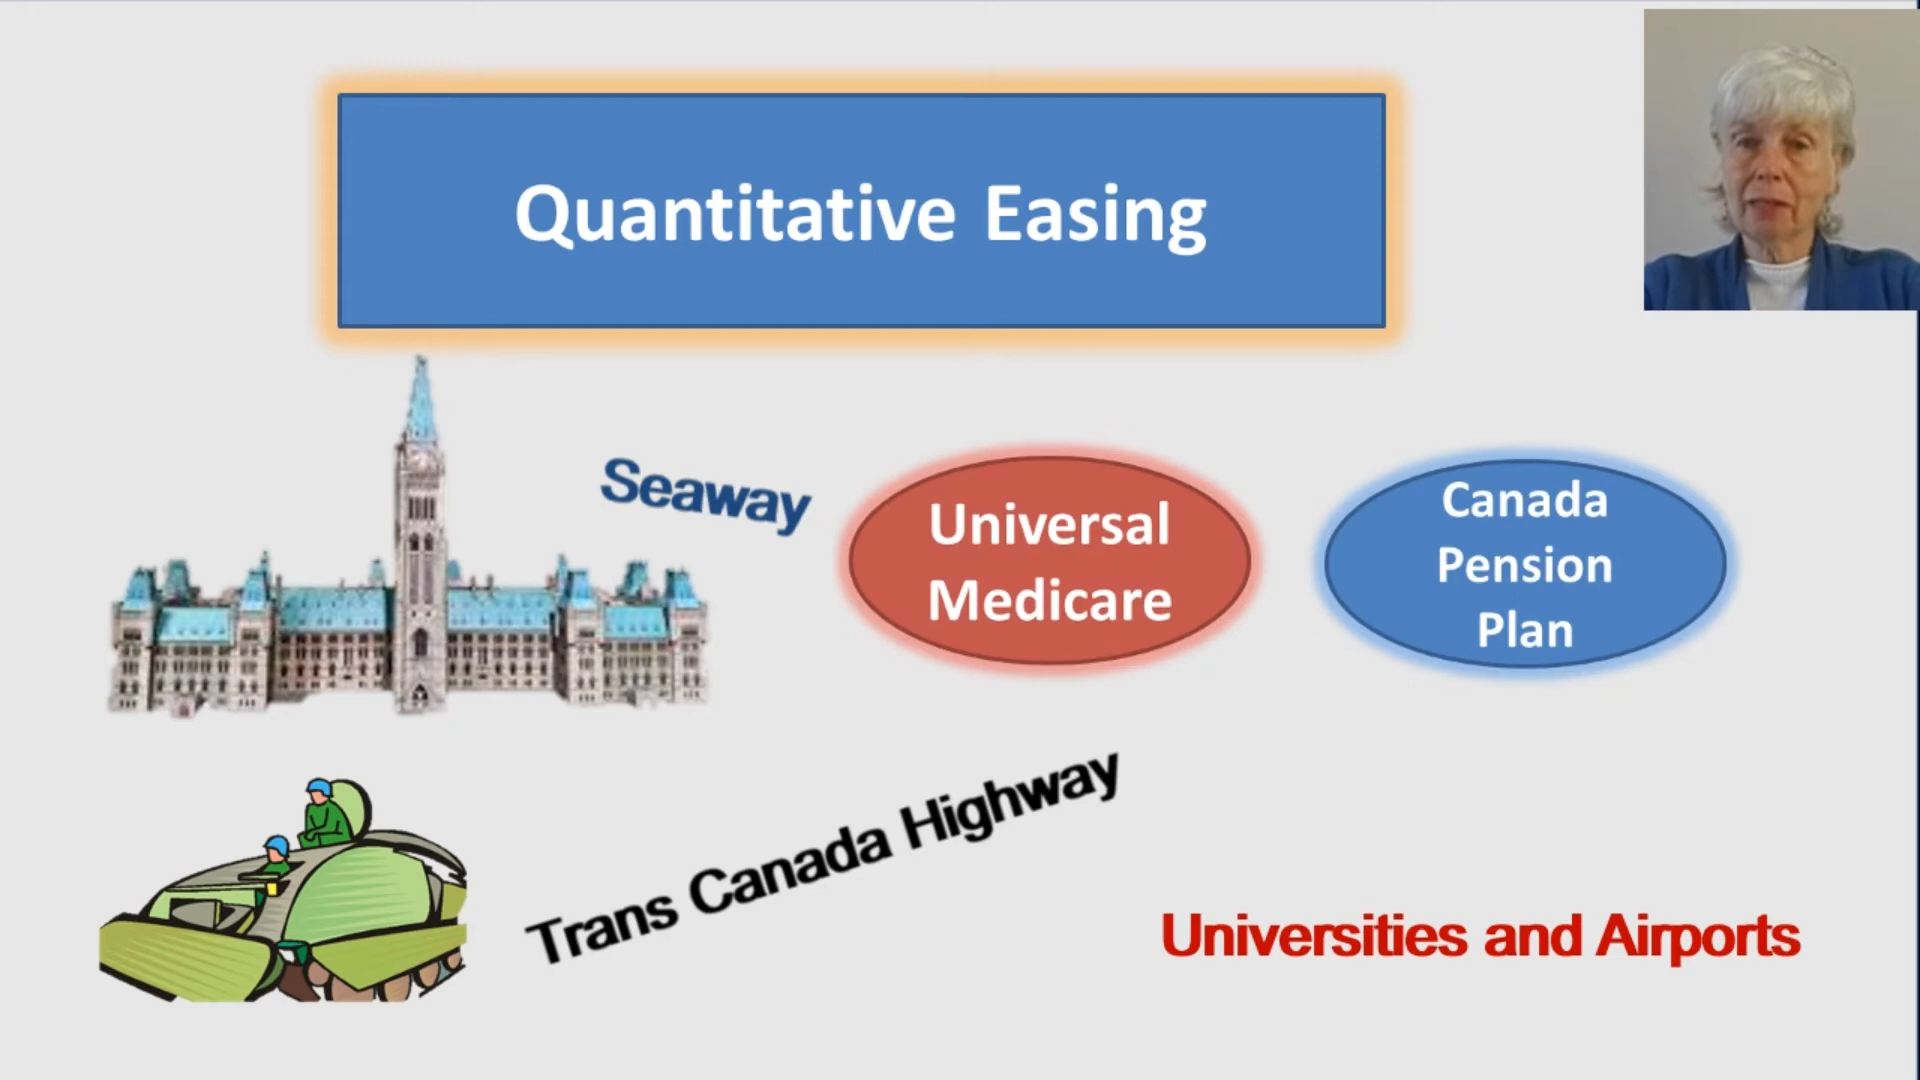 Quantitative Easing
Seaway
Universal
Medicare
Canada
Pension
Plan
Trans Canada Highway
Universities and Airports